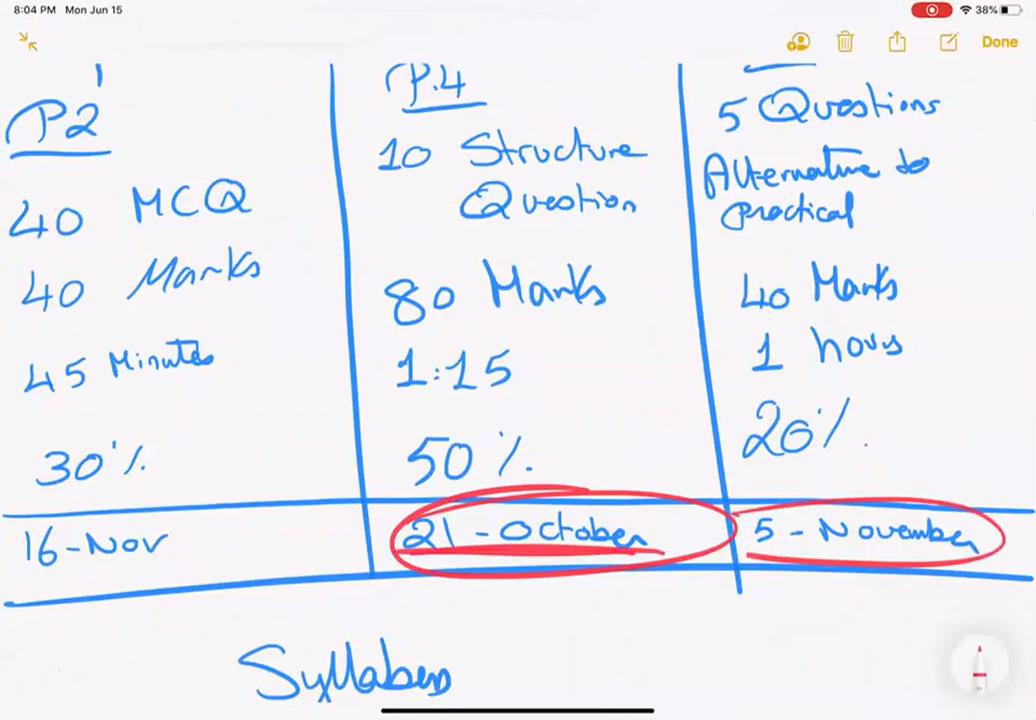 8:04 PM Mon Jun 15
38%
Done
P2
40 MCQ
40 Marks
45 Minutes
30%
16-Nov
P.4
10 Structure
Question
80 Marks
1:15
50%
21-October
5 Questions
Alternative to
practical
40 Marks
1 hours
20%
5-November
Syllabus